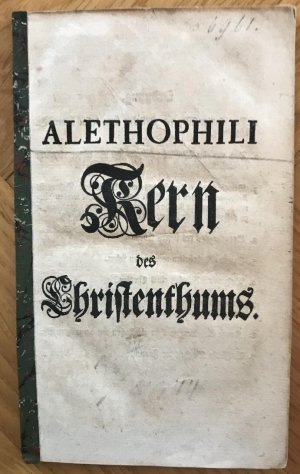 ALETHOPHILI
Kern
des
Christenthums.